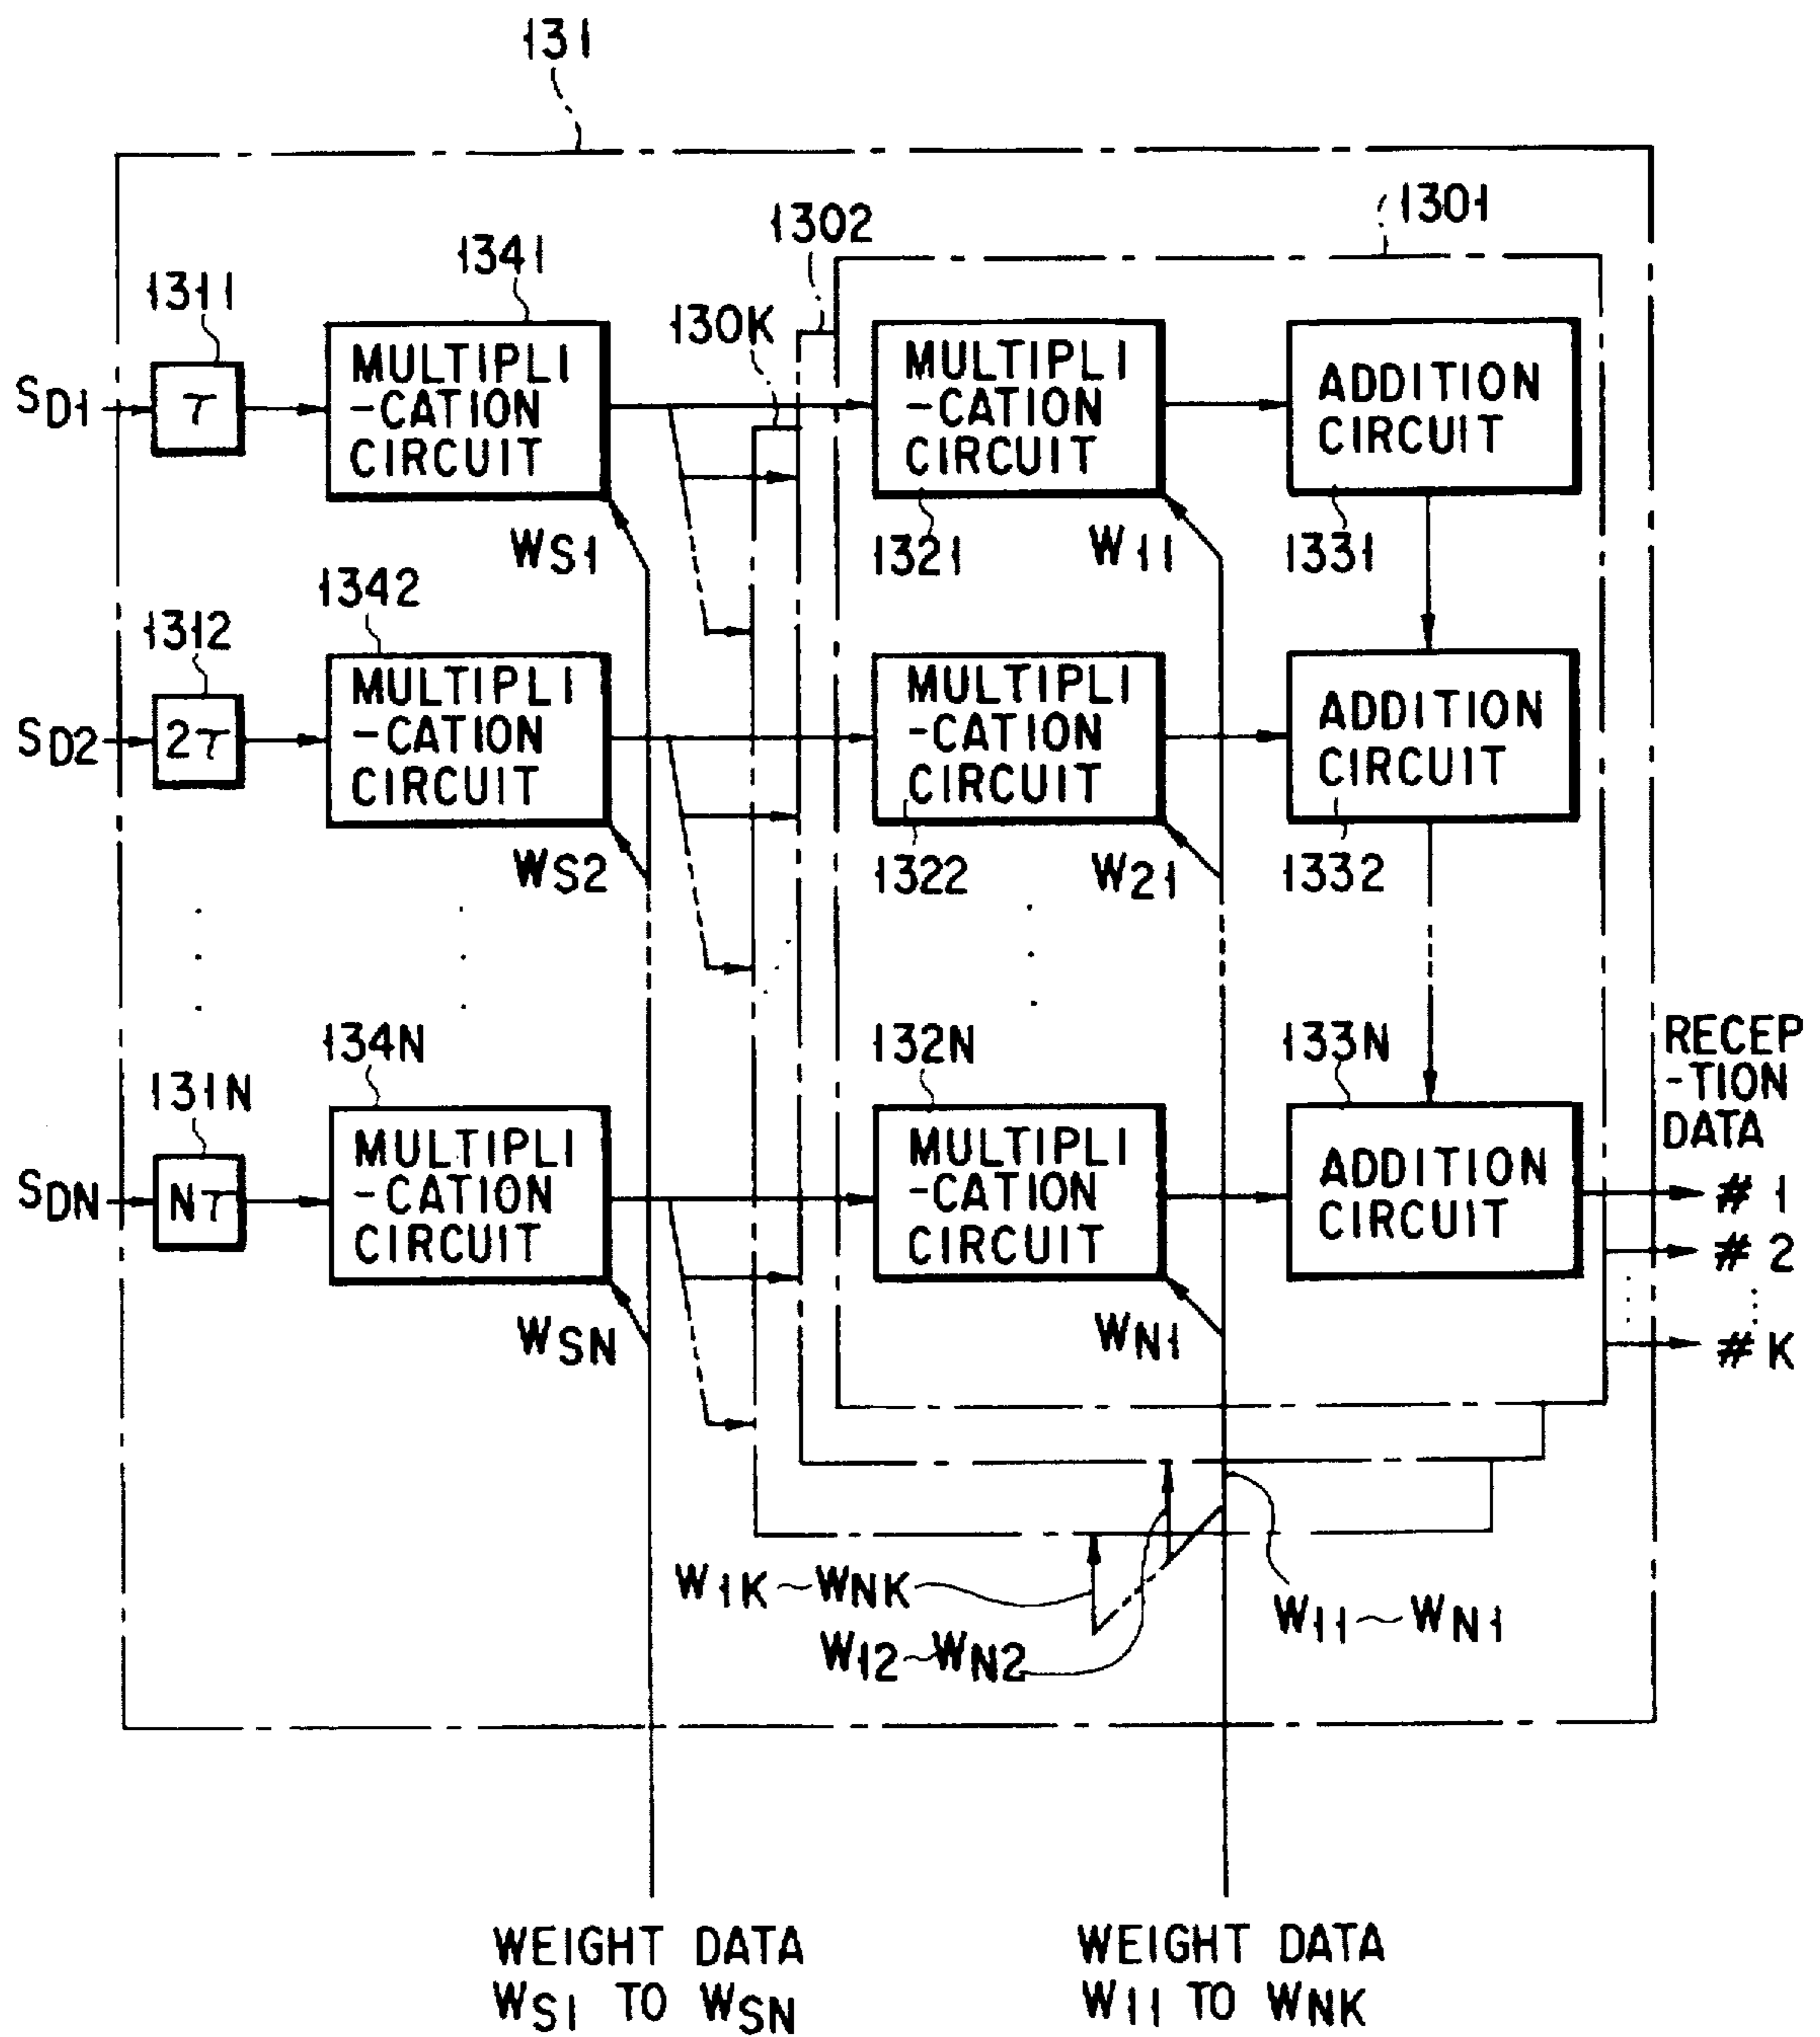 131
1301
1302
1341
1311
130K
SD1
τ
MULTIPLI
-CATION
CIRCUIT
MULTIPLI
-CATION
CIRCUIT
ADDITION
CIRCUIT
WS1
1321
W11
1331
1342
1312
SD2
2τ
MULTIPLI
-CATION
CIRCUIT
MULTIPLI
-CATION
CIRCUIT
ADDITION
CIRCUIT
WS2
1322
W21
1332
134N
132N
133N
131N
RECEP
-TION
DATA
SDN
Nτ
MULTIPLI
-CATION
CIRCUIT
MULTIPLI
-CATION
CIRCUIT
ADDITION
CIRCUIT
#1
#2
#K
WSN
WN1
W1K~WNK
W11~WN1
W12~WN2
WEIGHT DATA
WS1 TO WSN
WEIGHT DATA
W11 TO WNK